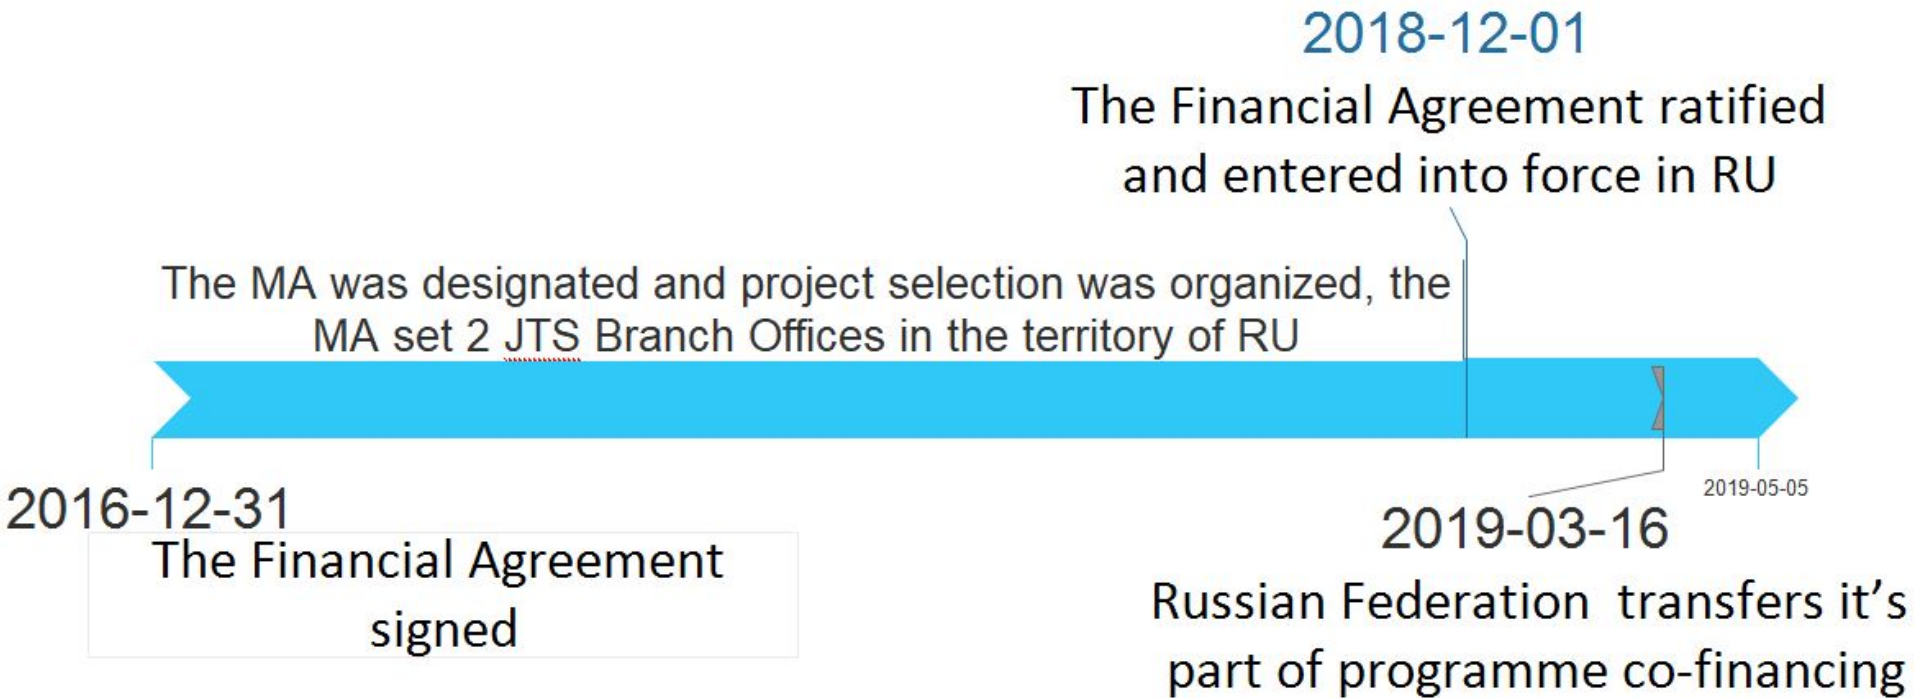 2018-12-01
The Financial Agreement ratified
and entered into force in RU
The MA was designated and project selection was organized, the
MA set 2 JTS Branch Offices in the territory of RU
2016-12-31
The Financial Agreement
signed
2019-05-05
2019-03-16
Russian Federation transfers it’s
part of programme co-financing